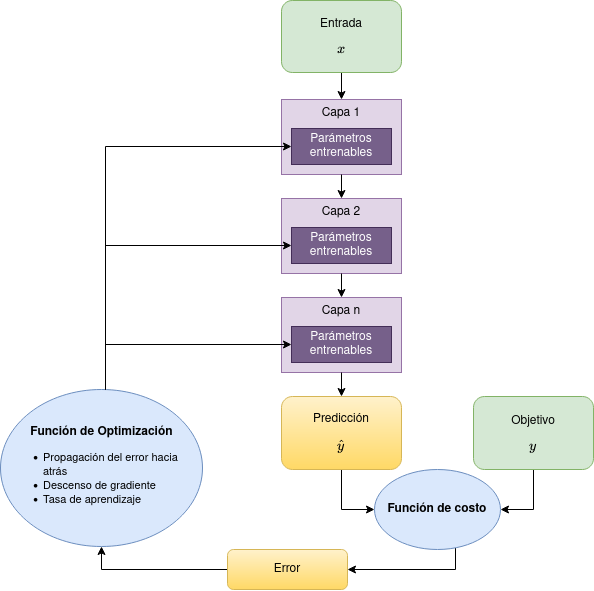 Entrada
x
Capa 1
Parámetros
entrenables
Capa 2
Parámetros
entrenables
Capa n
Parámetros
entrenables
Predicción
ŷ
Objetivo
y
Función de costo
Error
Función de Optimización
• Propagación del error hacia
atrás
• Descenso de gradiente
• Tasa de aprendizaje